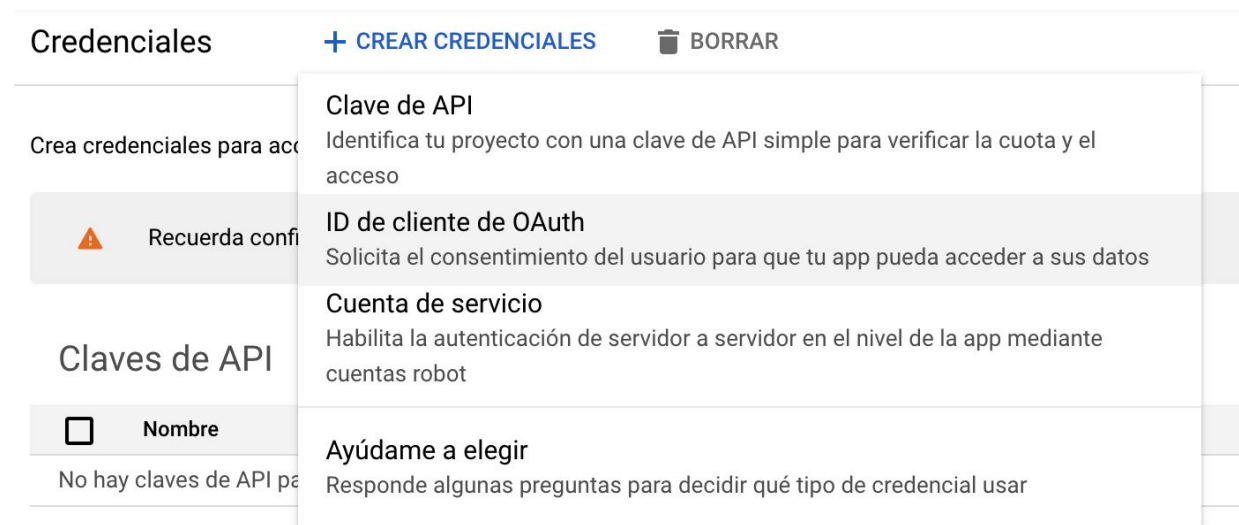 Credenciales
+ CREAR CREDENCIALES
BORRAR
Clave de API
Identifica tu proyecto con una clave de API simple para verificar la cuota y el
acceso
ID de cliente de OAuth
Solicita el consentimiento del usuario para que tu app pueda acceder a sus datos
Cuenta de servicio
Habilita la autenticación de servidor a servidor en el nivel de la app mediante
cuentas robot
Ayúdame a elegir
Responde algunas preguntas para decidir qué tipo de credencial usar
Crea credenciales para
Recuerda
Claves de API
Nombre
No hay claves de API